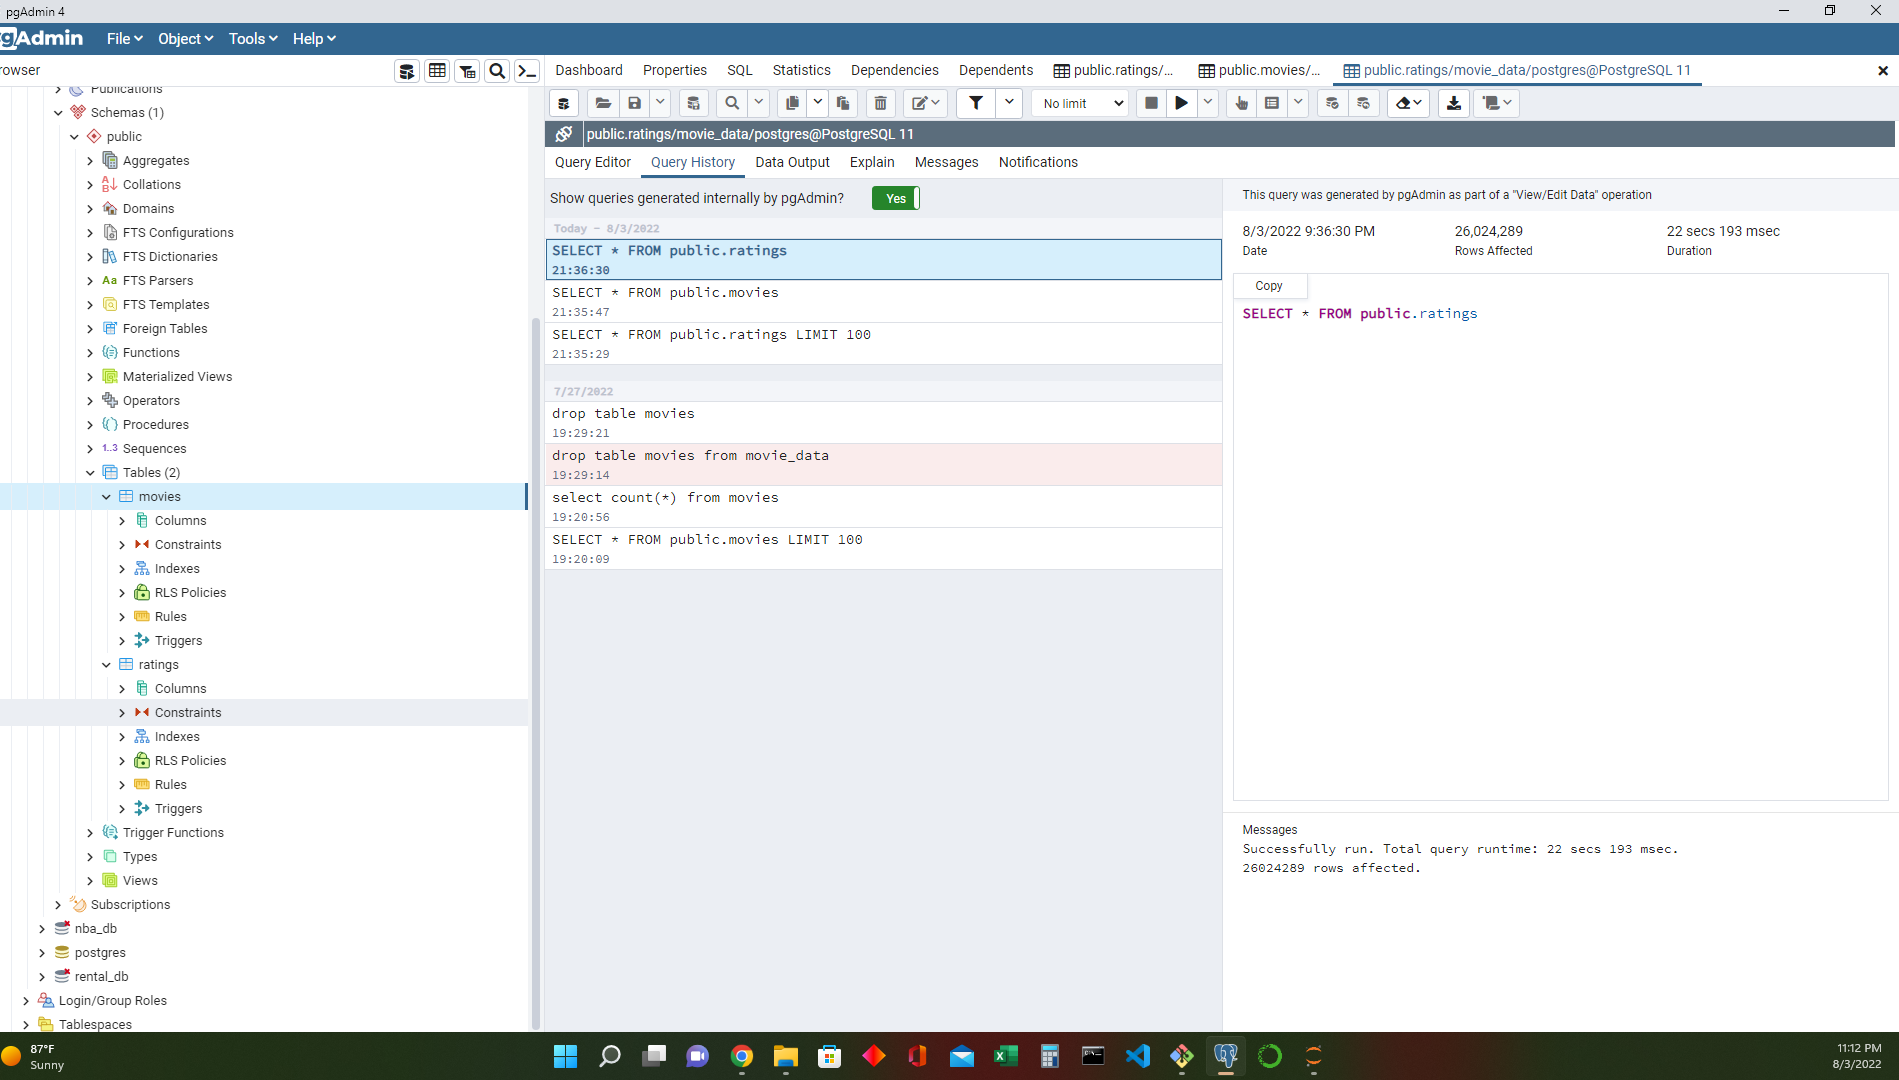 pgAdmin 4
gAdmin
File
Object
Tools
Help
rowser
Dashboard
Properties
SQL
Statistics
Dependencies
Dependents
public.ratings/...
public.movies/...
public.ratings/movie_data/postgres@PostgreSQL 11
No limit
public.ratings/movie_data/postgres@PostgreSQL 11
Query Editor
Query History
Data Output
Explain
Messages
Notifications
Publications
Schemas (1)
public
Aggregates
Collations
Domains
FTS Configurations
FTS Dictionaries
Aa FTS Parsers
FTS Templates
Foreign Tables
Functions
Materialized Views
Operators
Procedures
1..3 Sequences
Tables (2)
movies
Columns
Constraints
Indexes
RLS Policies
Rules
Triggers
ratings
Columns
Constraints
Indexes
RLS Policies
Rules
Triggers
Trigger Functions
Types
Views
Subscriptions
nba_db
postgres
rental_db
Login/Group Roles
Tablespaces
Show queries generated internally by pgAdmin?
Yes
Today - 8/3/2022
SELECT * FROM public.ratings
21:36:30
SELECT * FROM public.movies
21:35:47
SELECT * FROM public.ratings LIMIT 100
21:35:29
7/27/2022
drop table movies
19:29:21
drop table movies from movie_data
19:29:14
select count(*) from movies
19:20:56
SELECT * FROM public.movies LIMIT 100
19:20:09
This query was generated by pgAdmin as part of a "View/Edit Data" operation
8/3/2022 9:36:30 PM
Date
26,024,289
Rows Affected
22 secs 193 msec
Duration
Copy
SELECT * FROM public.ratings
Messages
Successfully run. Total query runtime: 22 secs 193 msec.
26024289 rows affected.
87°F
Sunny
11:12 PM
8/3/2022